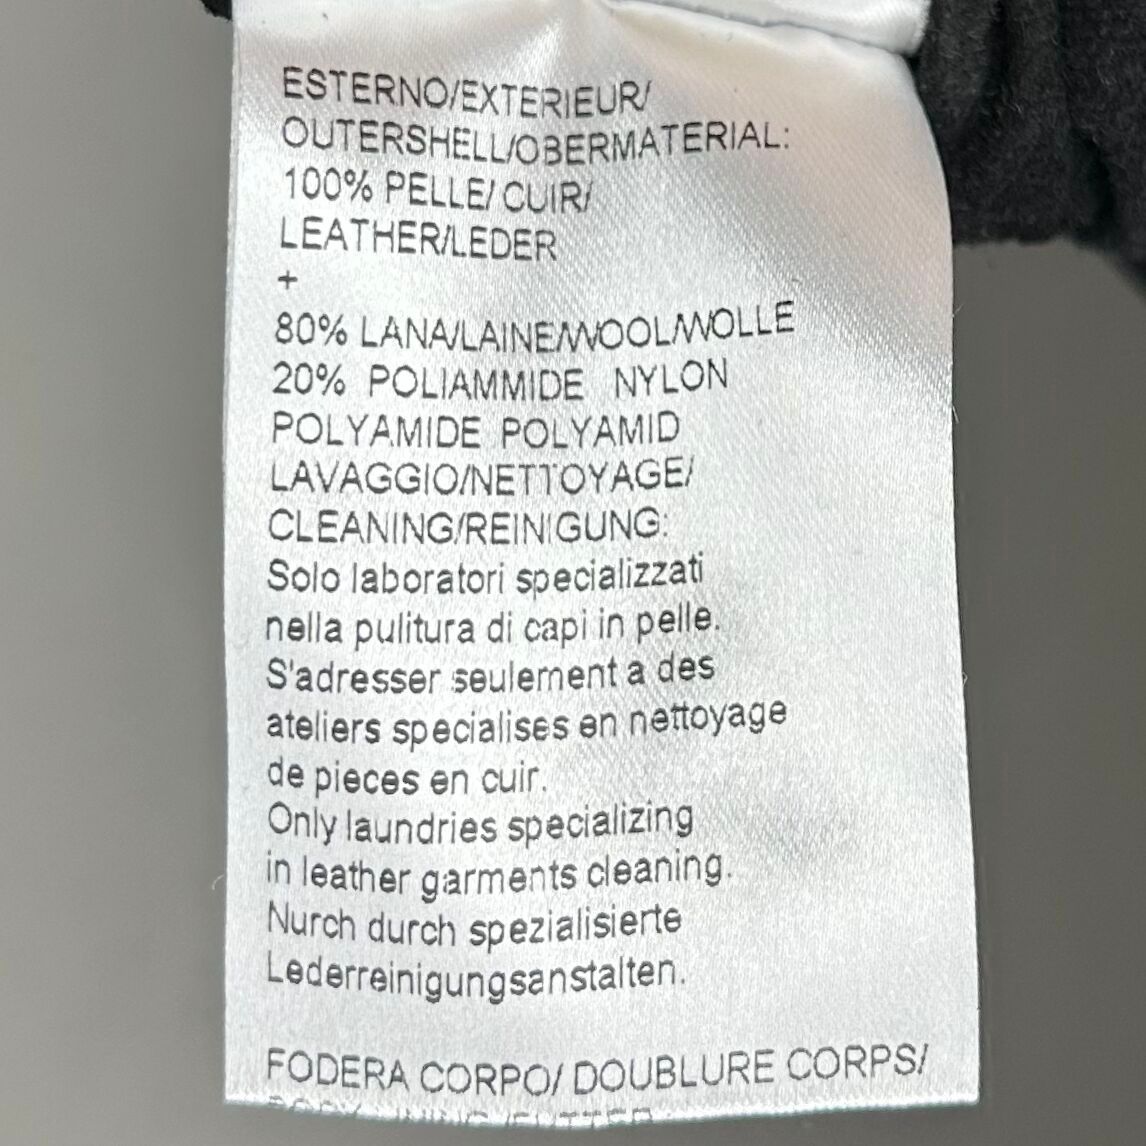 ESTERNO/EXTERIEUR/
OUTERSHELL/OBERMATERIAL:
100% PELLE/ CUIR/
LEATHER/LEDER
+
80% LANA/LAINE/WOOL/WOLLE
20% POLIAMMIDE NYLON
POLYAMIDE POLYAMID
LAVAGGIO/NETTOYAGE/
CLEANING/REINIGUNG:
Solo laboratori specializzati
nella pulitura di capi in pelle.
S'adresser seulement a des
ateliers specialises en nettoyage
de pieces en cuir.
Only laundries specializing
in leather garments cleaning.
Nurch durch spezialisierte
Lederreinigungsanstalten.
FODERA CORPO/ DOUBLURE CORPS/